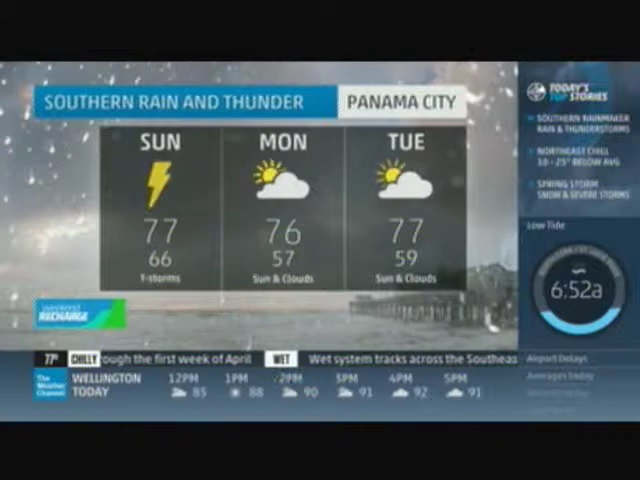 SOUTHERN RAIN AND THUNDER
PANAMA CITY
SUN MON TUE
77 76 77
66 57 59
T-storms Sun & Clouds Sun & Clouds
TODAY'S
TOP STORIES
SOUTHERN RAINMAKER
RAIN & THUNDERSTORMS
NORTHEAST CHILL
10 - 25° BELOW AVG
SPRING STORM
SNOW & SEVERE STORMS
Low Tide
6:52a
Airport Delays
Averages Today
weekend
RECHARGE
77° CHILLY rough the first week of April WET Wet system tracks across the Southeas
The
Weather
Channel
WELLINGTON
TODAY
12PM 1PM 2PM 3PM 4PM 5PM
85 88 90 91 92 91